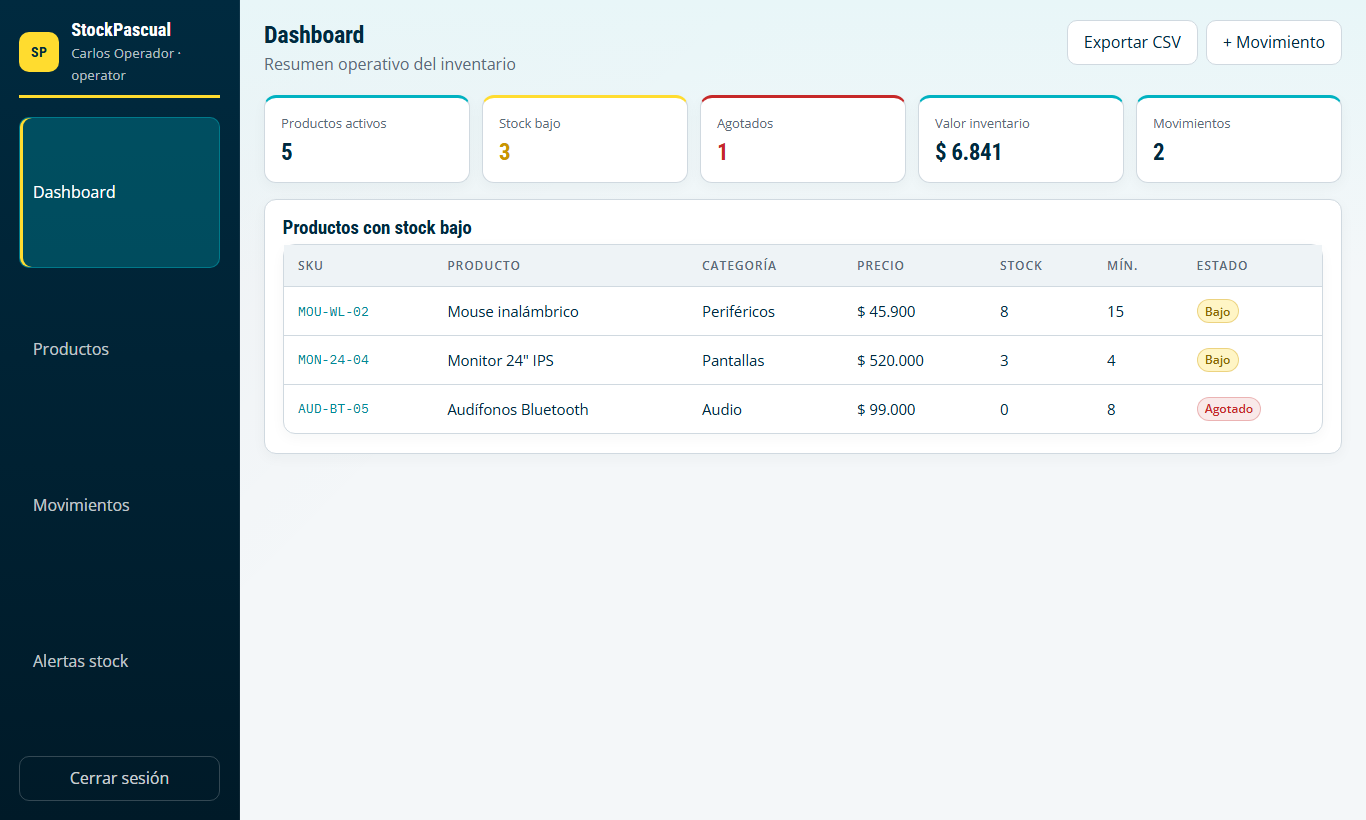 SP
StockPascual
Carlos Operador ·
operator
Dashboard
Productos
Movimientos
Alertas stock
Cerrar sesión
Dashboard
Resumen operativo del inventario
Exportar CSV
+ Movimiento
Productos activos
5
Stock bajo
3
Agotados
1
Valor inventario
$ 6.841
Movimientos
2
Productos con stock bajo
SKU PRODUCTO CATEGORÍA PRECIO STOCK MÍN. ESTADO
MOU-WL-02 Mouse inalámbrico Periféricos $ 45.900 8 15 Bajo
MON-24-04 Monitor 24" IPS Pantallas $ 520.000 3 4 Bajo
AUD-BT-05 Audífonos Bluetooth Audio $ 99.000 0 8 Agotado